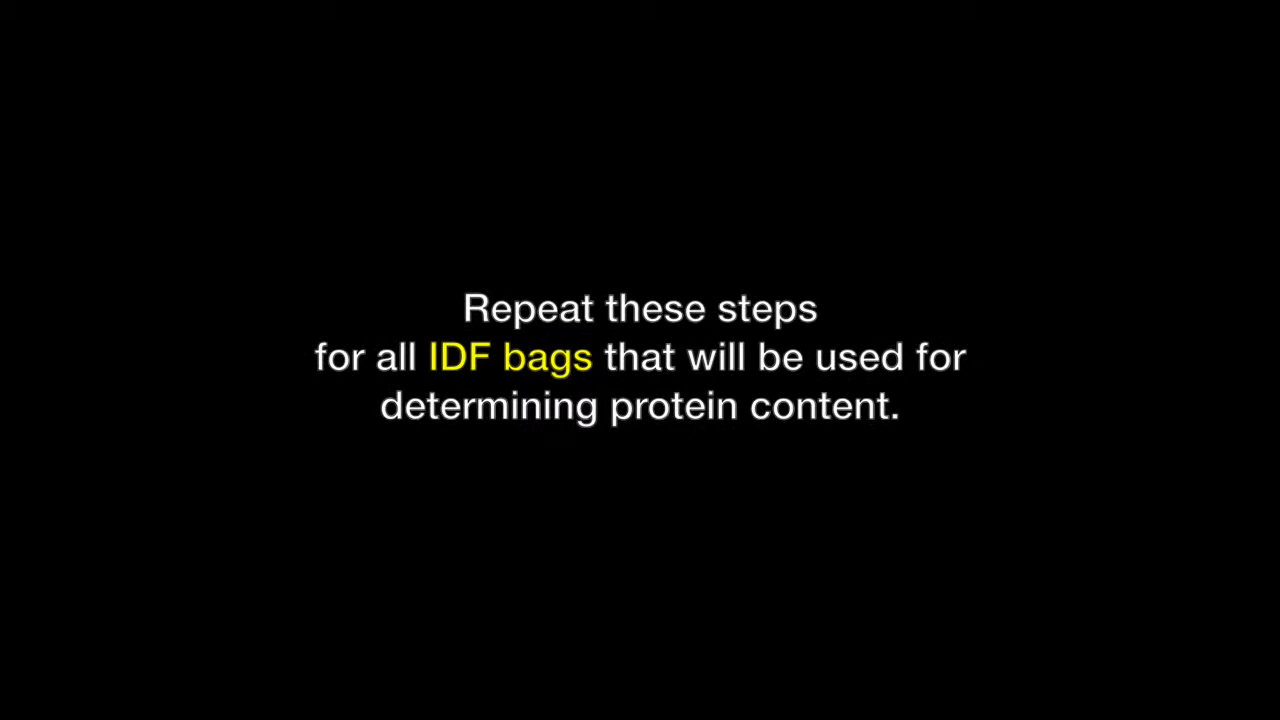 Repeat these steps
for all IDF bags that will be used for
determining protein content.